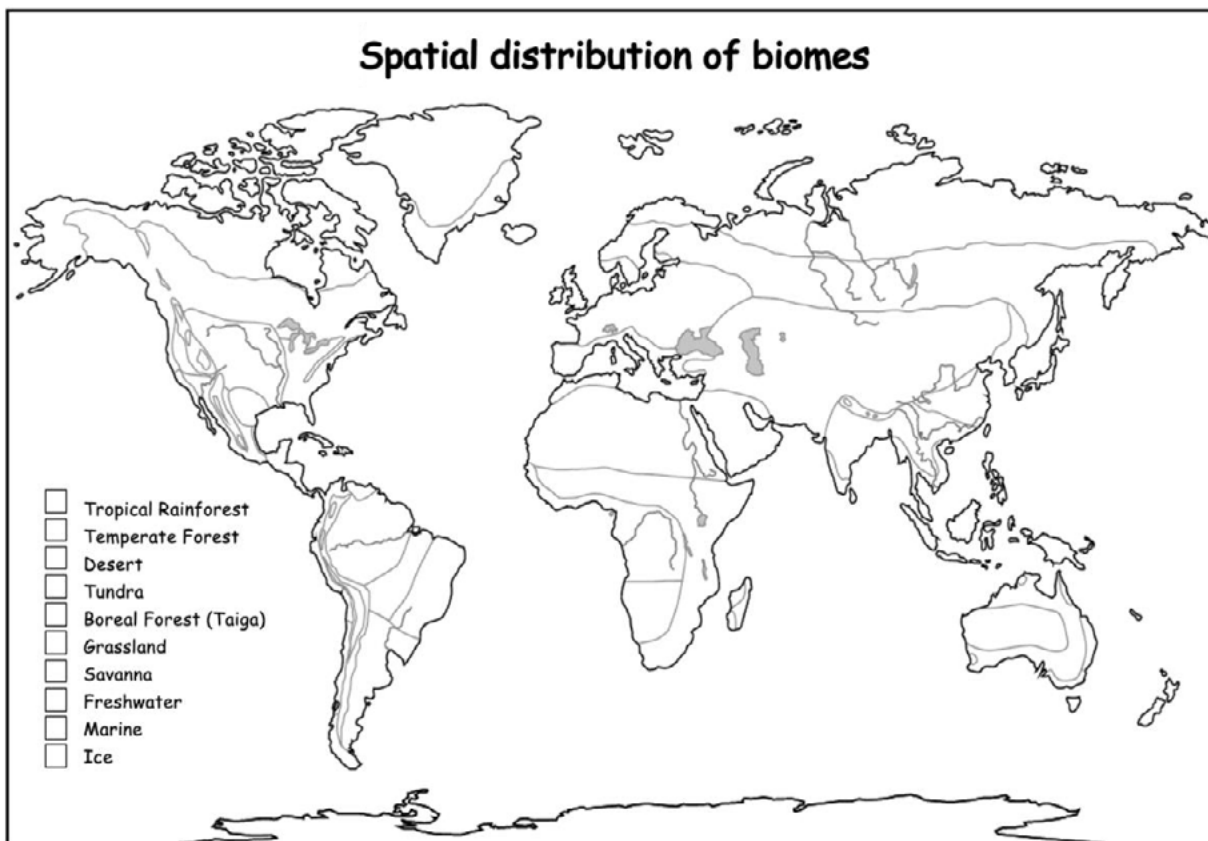 Spatial distribution of biomes
Tropical Rainforest
Temperate Forest
Desert
Tundra
Boreal Forest (Taiga)
Grassland
Savanna
Freshwater
Marine
Ice